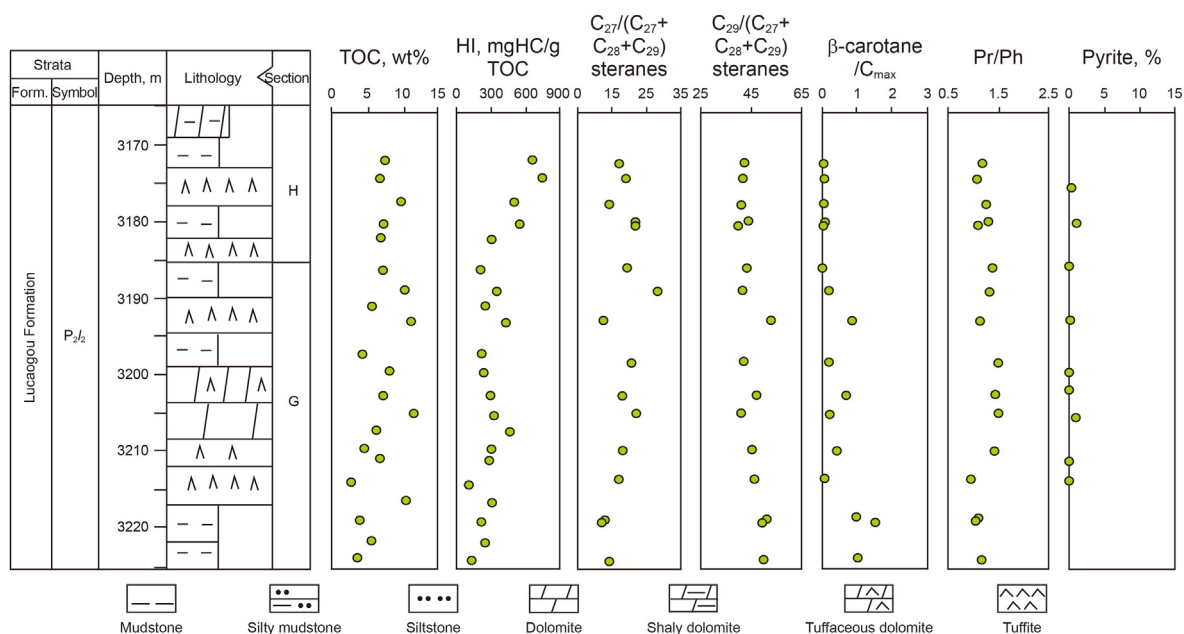 Strata
Form.
Symbol
Depth, m
Lithology
Section
TOC, wt%
HI, mgHC/g
TOC
C27/(C27+
C28+C29)
steranes
C29/(C27+
C28+C29)
steranes
β-carotane
/Cmax
Pr/Ph
Pyrite, %
0 5 10 15
0 300 600 900
0 15 25 35
25 45 65
0 1 2 3
0.5 1.5 2.5
0 5 10 15
Lucaogou Formation
P2l2
3170
3180
3190
3200
3210
3220
H
G
Mudstone
Silty mudstone
Siltstone
Dolomite
Shaly dolomite
Tuffaceous dolomite
Tuffite